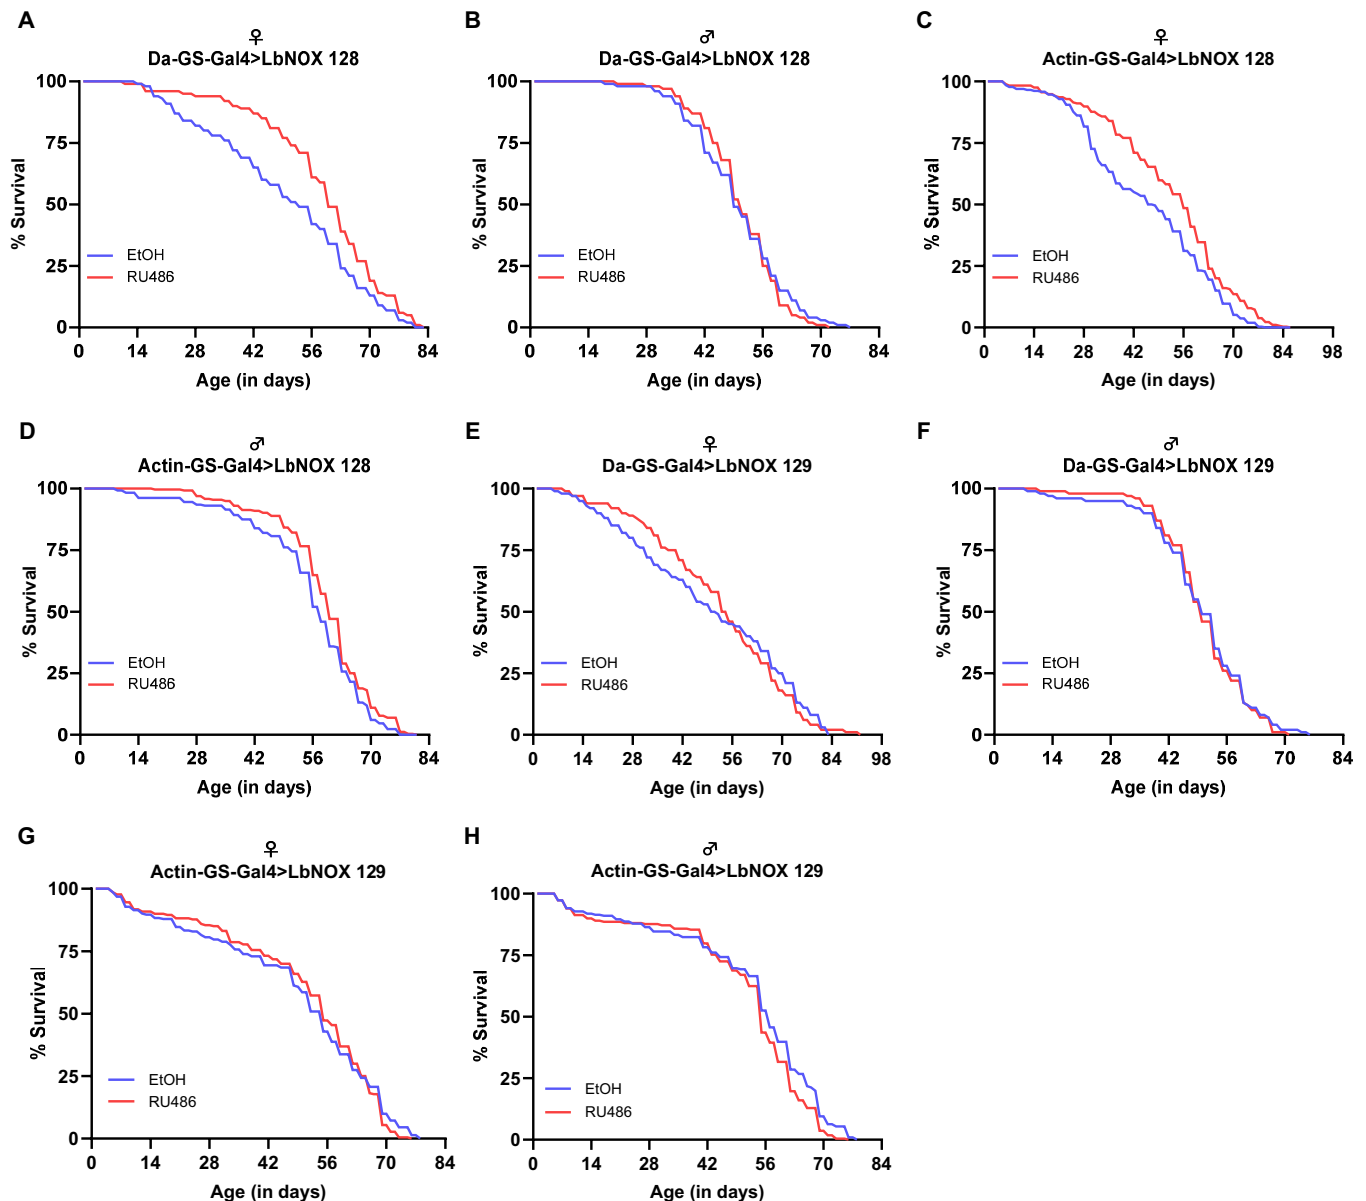 A
♀
Da-GS-Gal4>LbNOX 128
% Survival
100
75
50
25
0
EtOH
RU486
0 14 28 42 56 70 84
Age (in days)
B
♂
Da-GS-Gal4>LbNOX 128
% Survival
100
75
50
25
0
EtOH
RU486
0 14 28 42 56 70 84
Age (in days)
C
♀
Actin-GS-Gal4>LbNOX 128
% Survival
100
75
50
25
0
EtOH
RU486
0 14 28 42 56 70 84 98
Age (in days)
D
♂
Actin-GS-Gal4>LbNOX 128
% Survival
100
75
50
25
0
EtOH
RU486
0 14 28 42 56 70 84
Age (in days)
E
♀
Da-GS-Gal4>LbNOX 129
% Survival
100
75
50
25
0
EtOH
RU486
0 14 28 42 56 70 84 98
Age (in days)
F
♂
Da-GS-Gal4>LbNOX 129
% Survival
100
75
50
25
0
EtOH
RU486
0 14 28 42 56 70 84
Age (in days)
G
♀
Actin-GS-Gal4>LbNOX 129
% Survival
100
75
50
25
0
EtOH
RU486
0 14 28 42 56 70 84
Age (in days)
H
♂
Actin-GS-Gal4>LbNOX 129
% Survival
100
75
50
25
0
EtOH
RU486
0 14 28 42 56 70 84
Age (in days)